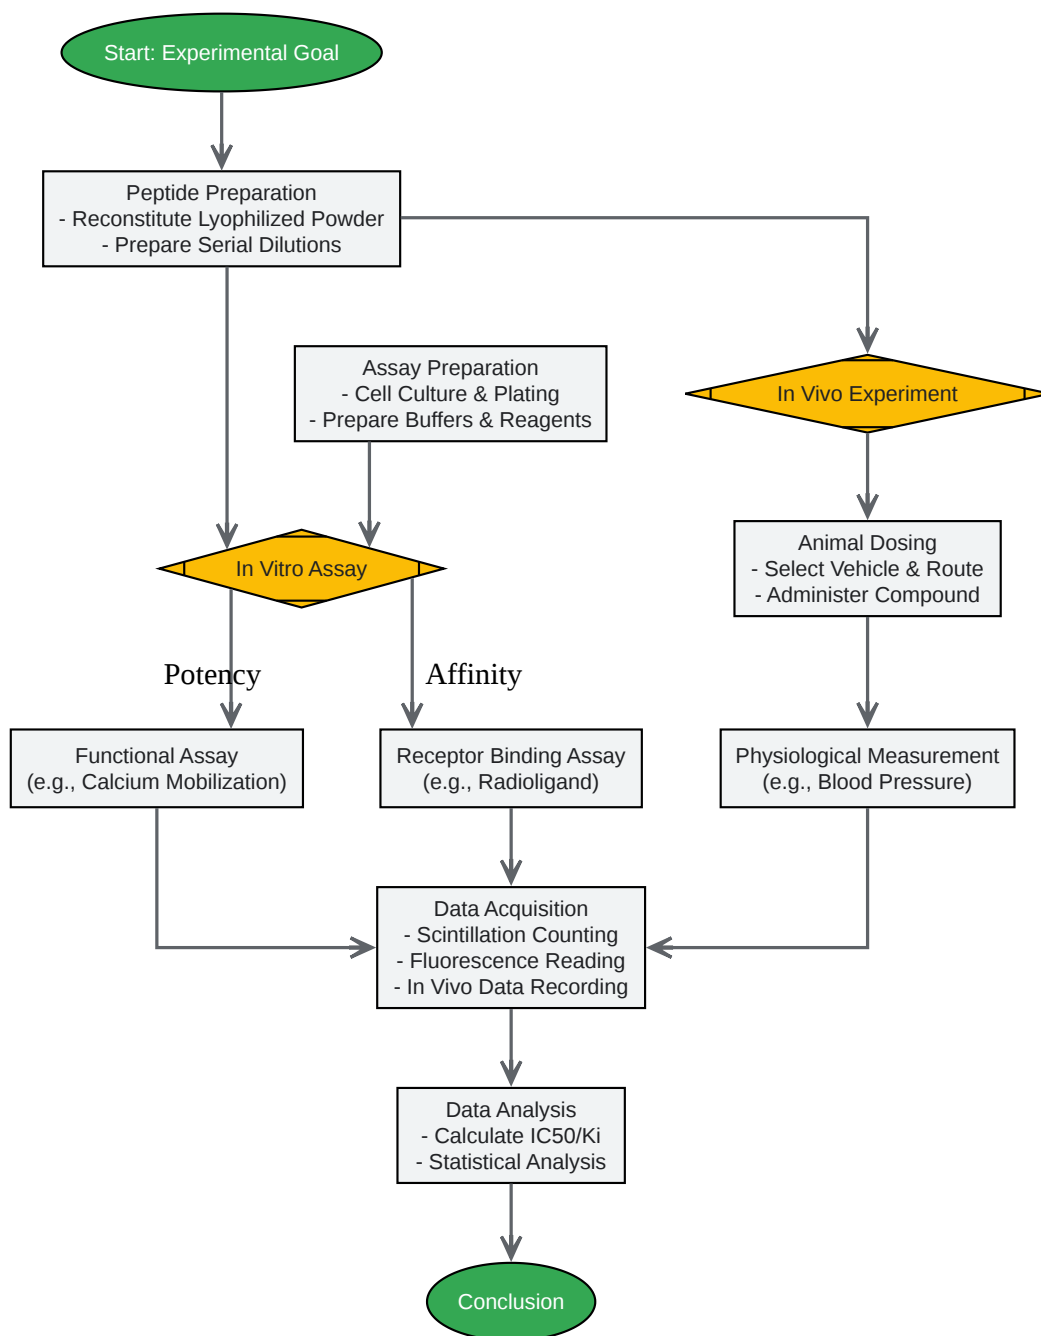 Start: Experimental Goal
Peptide Preparation
- Reconstitute Lyophilized Powder
- Prepare Serial Dilutions
Assay Preparation
- Cell Culture & Plating
- Prepare Buffers & Reagents
In Vivo Experiment
In Vitro Assay
Animal Dosing
- Select Vehicle & Route
- Administer Compound
Potency
Affinity
Functional Assay
(e.g., Calcium Mobilization)
Receptor Binding Assay
(e.g., Radioligand)
Physiological Measurement
(e.g., Blood Pressure)
Data Acquisition
- Scintillation Counting
- Fluorescence Reading
- In Vivo Data Recording
Data Analysis
- Calculate IC50/Ki
- Statistical Analysis
Conclusion